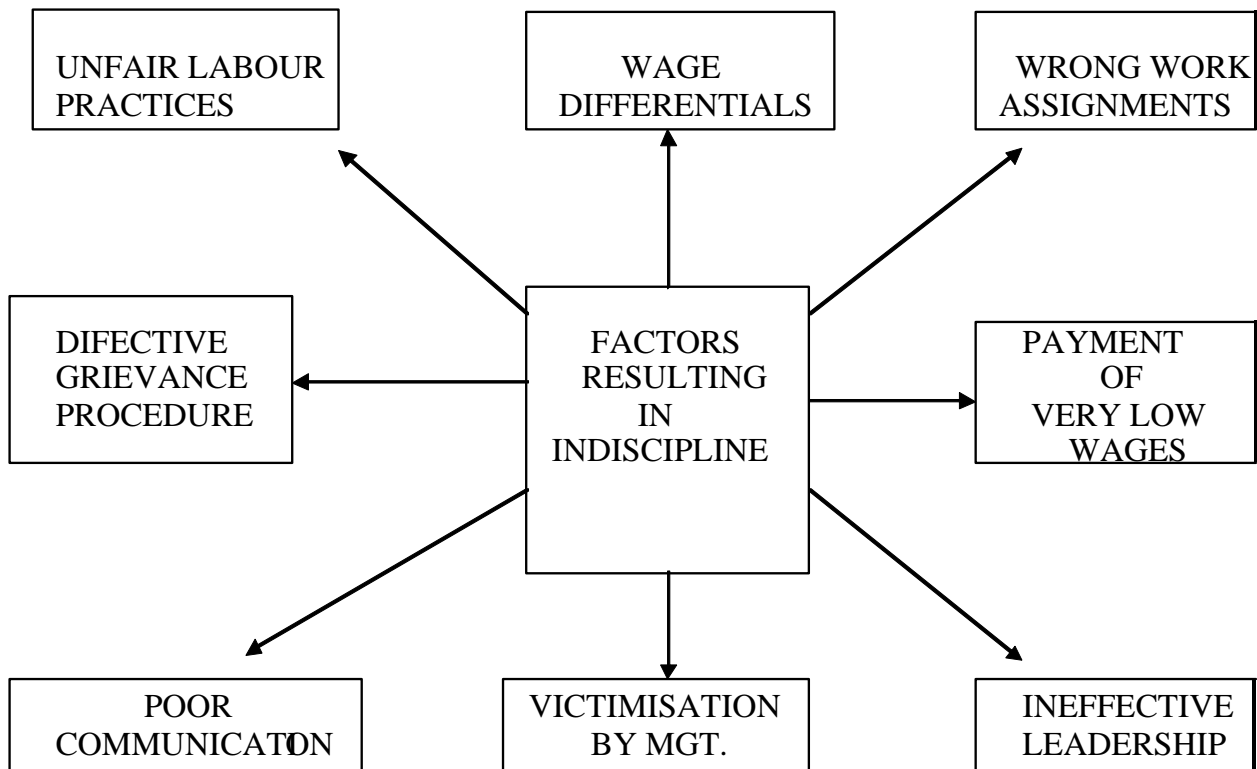 UNFAIR LABOUR
PRACTICES
WAGE
DIFFERENTIALS
WRONG WORK
ASSIGNMENTS
DIFECTIVE
GRIEVANCE
PROCEDURE
FACTORS
RESULTING
IN
INDISCIPLINE
PAYMENT
OF
VERY LOW
WAGES
POOR
COMMUNICATON
VICTIMISATION
BY MGT.
INEFFECTIVE
LEADERSHIP